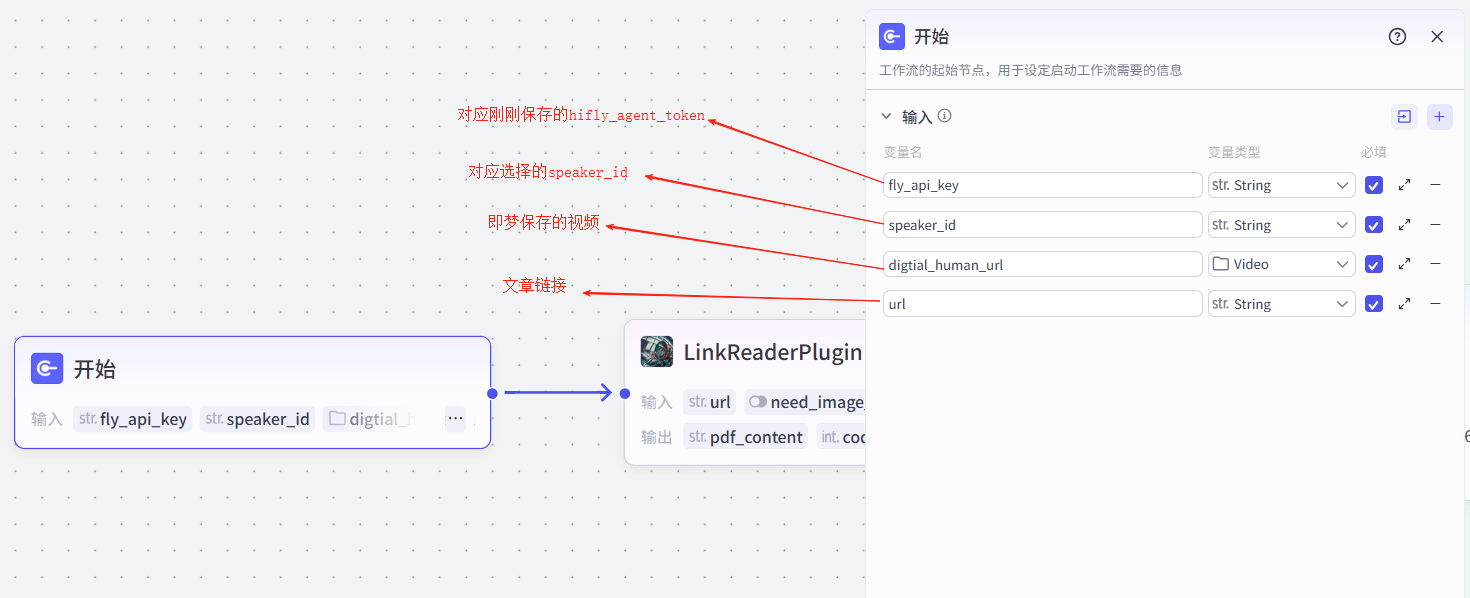 开始
工作流的起始节点，用于设定启动工作流需要的信息
输入
变量名 变量类型 必填
fly_api_key str. String
speaker_id str. String
digtial_human_url Video
url str. String
对应刚刚保存的hifly_agent_token
对应选择的speaker_id
即梦保存的视频
文章链接
开始
输入 str. fly_api_key str. speaker_id digtial_h ...
LinkReaderPlugin
输入 str. url need_image_
输出 str. pdf_content int. coc